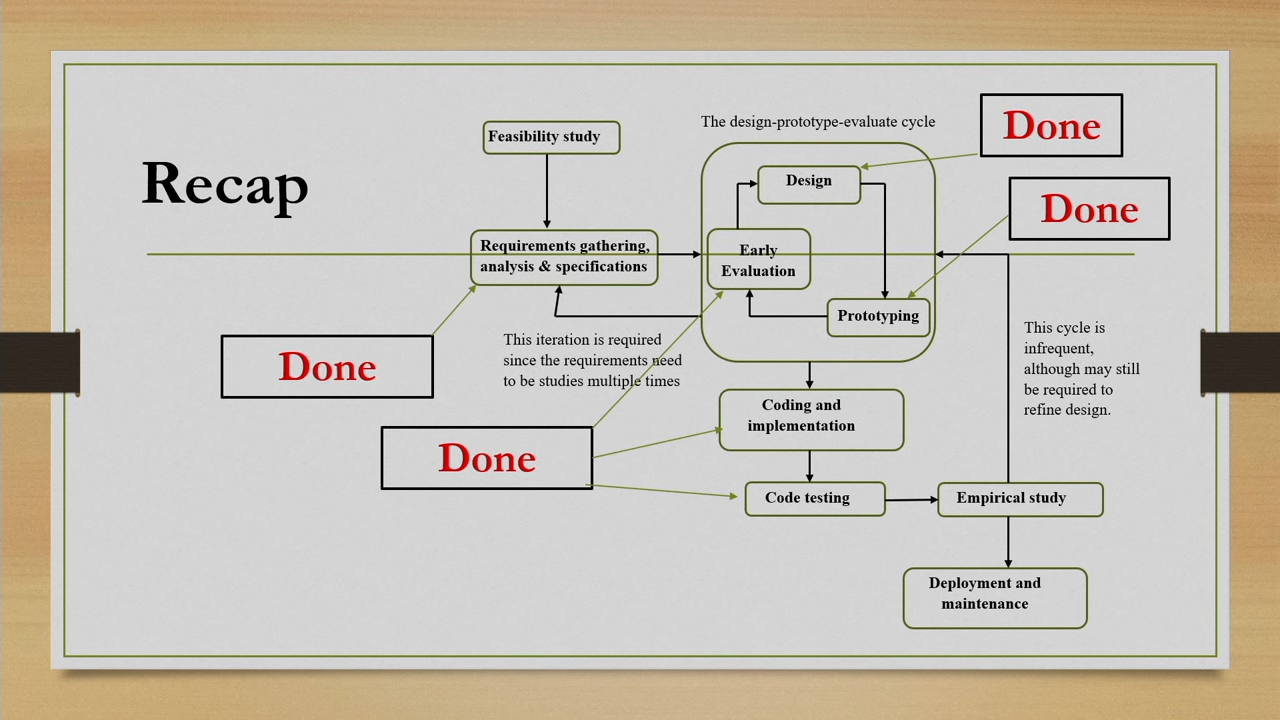 Recap
Feasibility study
The design-prototype-evaluate cycle
Done
Design
Done
Requirements gathering,
analysis & specifications
Early
Evaluation
Prototyping
Done
This iteration is required
since the requirements need
to be studies multiple times
This cycle is
infrequent,
although may still
be required to
refine design.
Coding and
implementation
Done
Code testing
Empirical study
Deployment and
maintenance